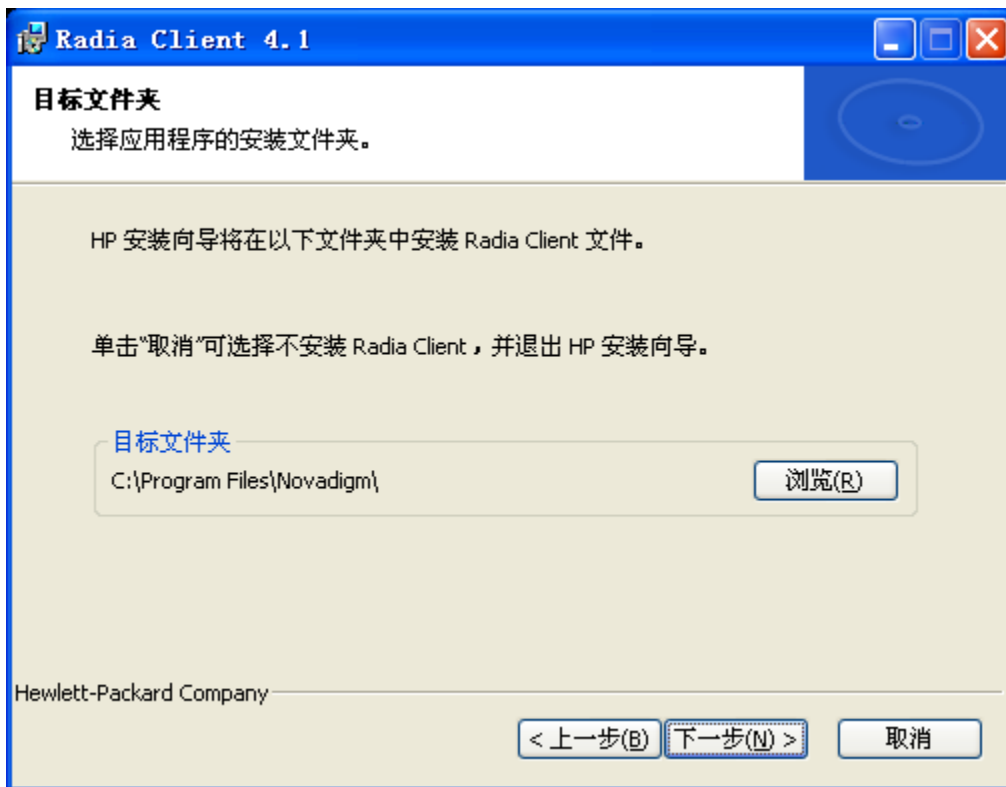 Radia Client 4.1
目标文件夹
选择应用程序的安装文件夹。
HP 安装向导将在以下文件夹中安装 Radia Client 文件。
单击“取消”可选择不安装 Radia Client，并退出 HP 安装向导。
目标文件夹
C:\Program Files\Novadigm\
浏览(R)
Hewlett-Packard Company
< 上一步(B)
下一步(N) >
取消